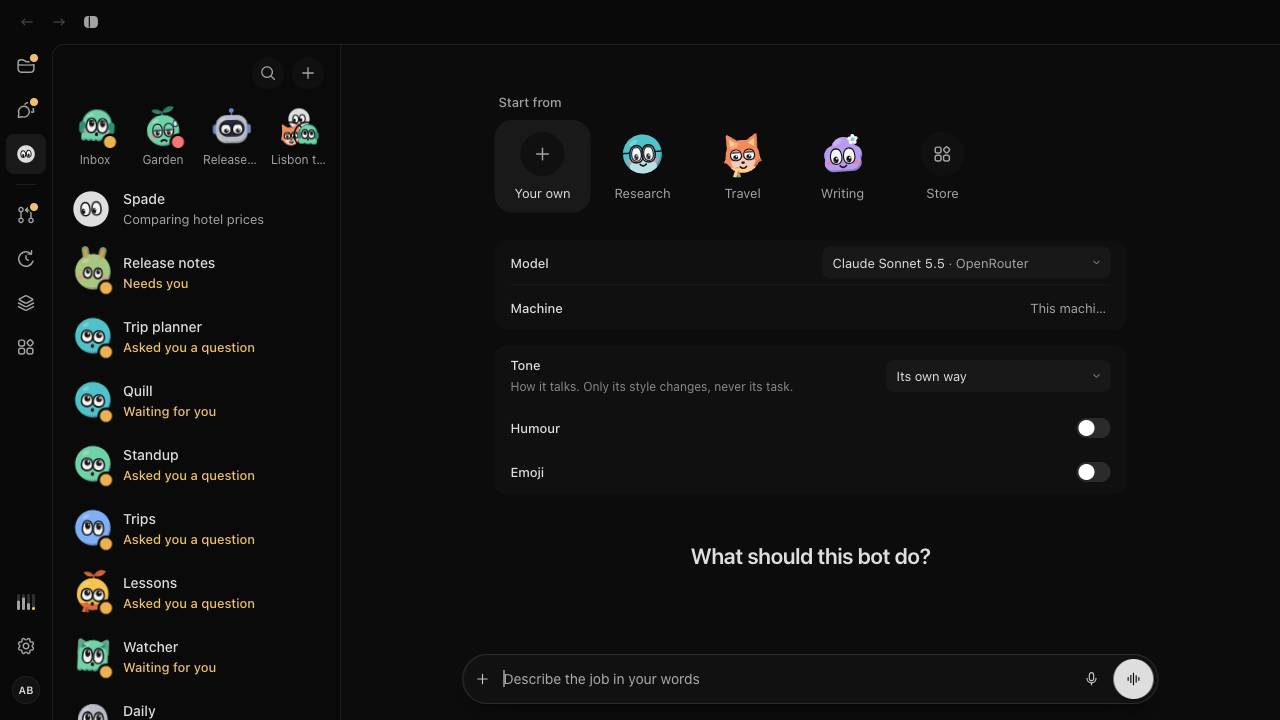 Inbox
Garden
Release...
Lisbon t...
Spade
Comparing hotel prices
Release notes
Needs you
Trip planner
Asked you a question
Quill
Waiting for you
Standup
Asked you a question
Trips
Asked you a question
Lessons
Asked you a question
Watcher
Waiting for you
Daily
AB
Start from
Your own
Research
Travel
Writing
Store
Model
Claude Sonnet 5.5 · OpenRouter
Machine
This machi...
Tone
How it talks. Only its style changes, never its task.
Its own way
Humour
Emoji
What should this bot do?
Describe the job in your words